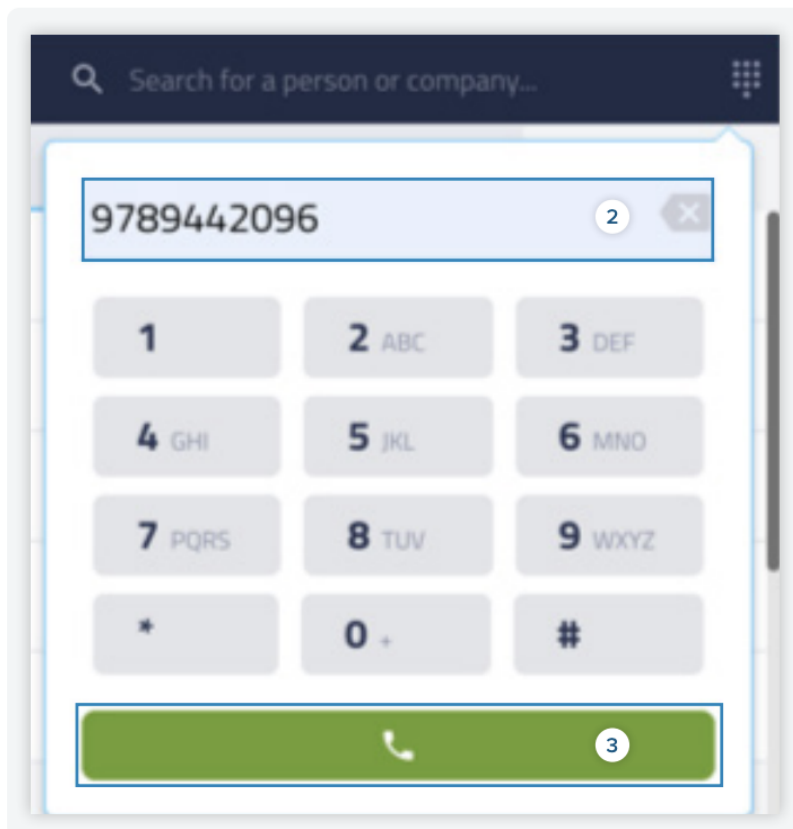 Search for a person or company...
9789442096 2
1 2 ABC 3 DEF
4 GHI 5 JKL 6 MNO
7 PQRS 8 TUV 9 WXYZ
* 0 + #
3